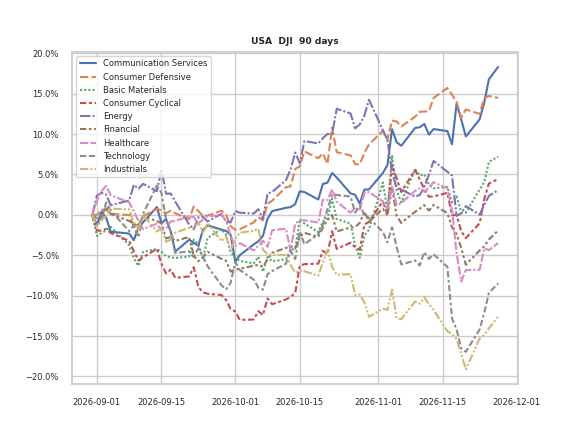 USA DJI 90 days
20.0%
15.0%
10.0%
5.0%
0.0%
−5.0%
−10.0%
−15.0%
−20.0%
Communication Services
Consumer Defensive
Basic Materials
Consumer Cyclical
Energy
Financial
Healthcare
Technology
Industrials
2026-09-01 2026-09-15 2026-10-01 2026-10-15 2026-11-01 2026-11-15 2026-12-01